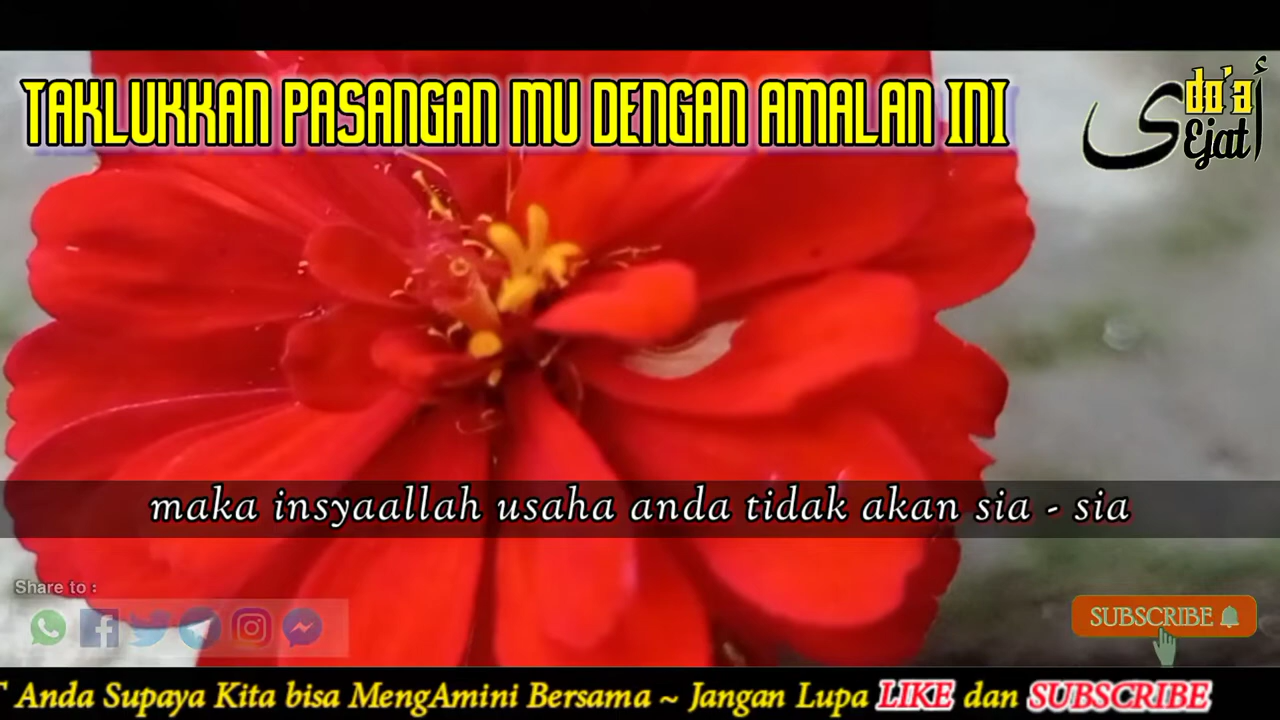 TAKLUKKAN PASANGAN MU DENGAN AMALAN INI
do'a
Ejati
maka insyaallah usaha anda tidak akan sia - sia
Share to :
SUBSCRIBE
Anda Supaya Kita bisa MengAmini Bersama ~ Jangan Lupa LIKE dan SUBSCRIBE